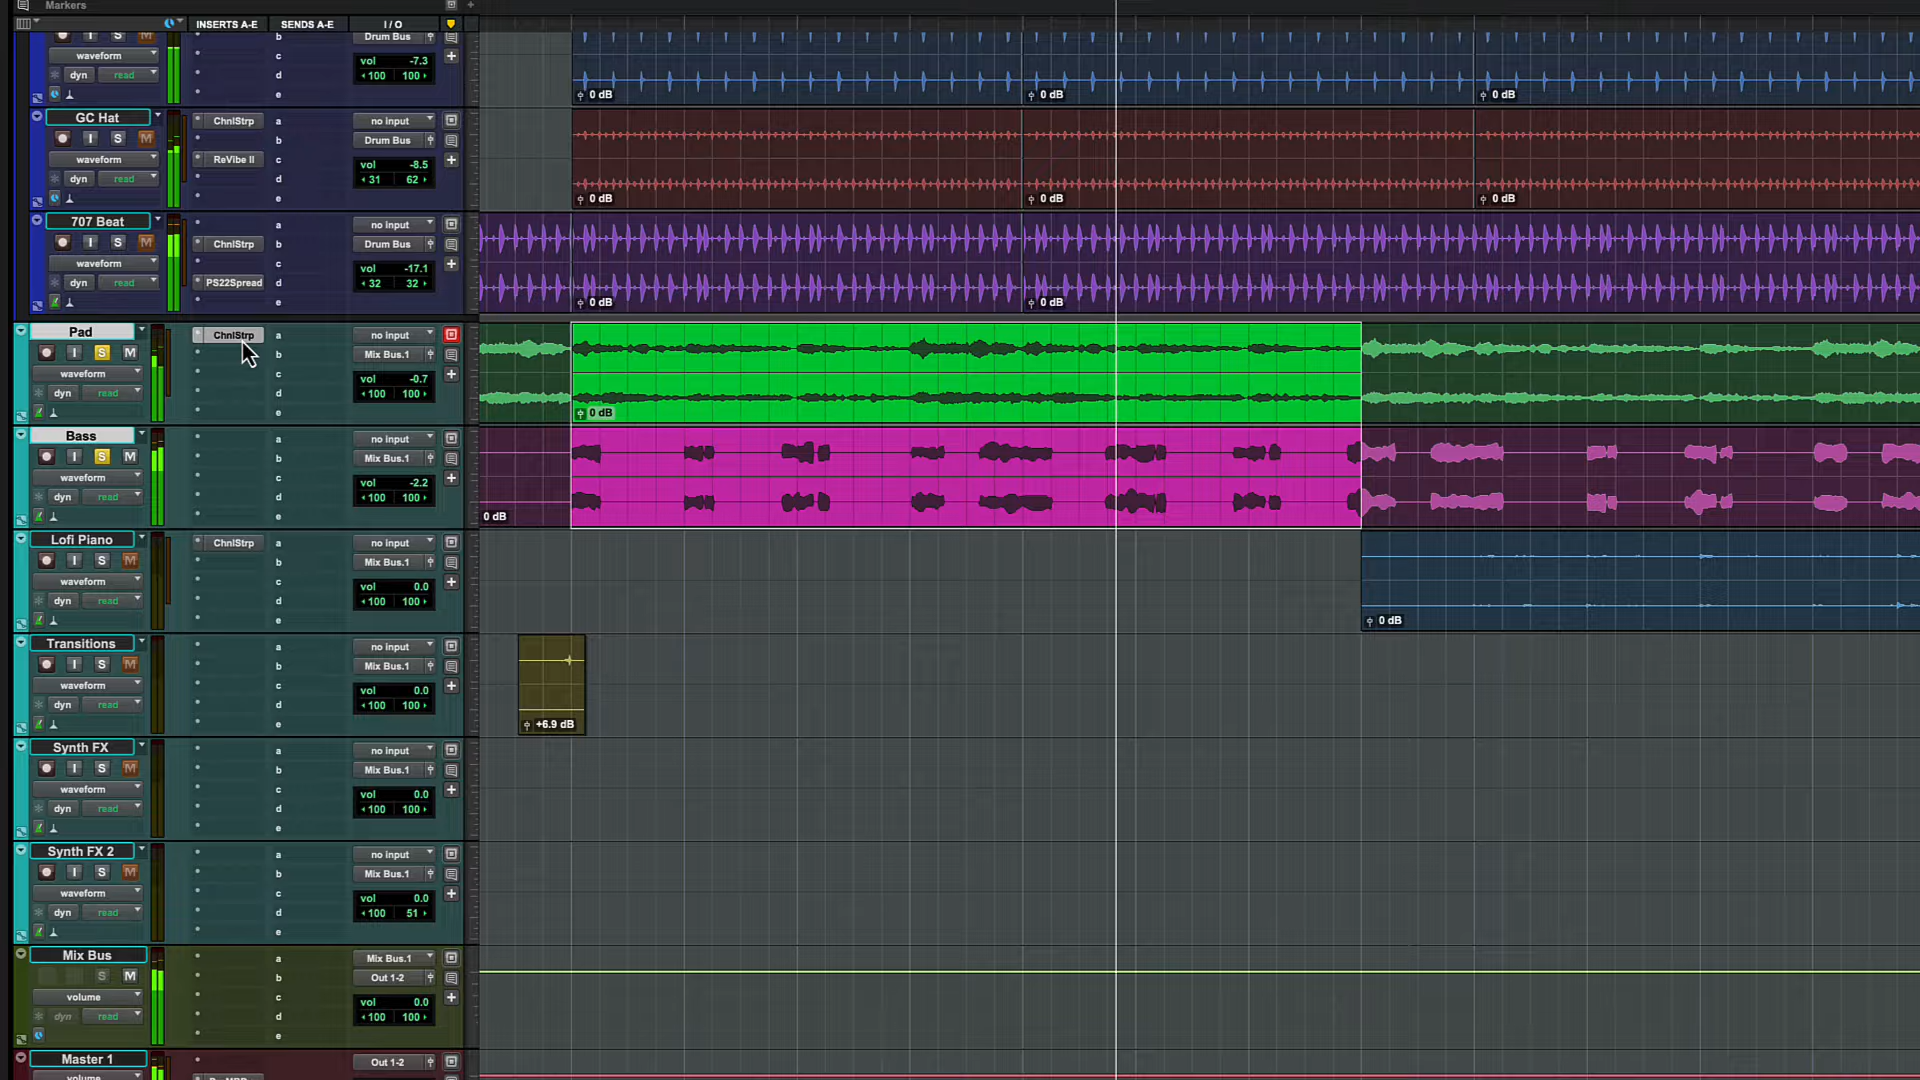 Markers
INSERTS A-E SENDS A-E I / O
I S M b Drum Bus
waveform c vol -7.3
dyn read d 100 100
e 0 dB 0 dB 0 dB
GC Hat ChnlStrp a no input
I S M b Drum Bus
waveform ReVibe II c vol -8.5
dyn read d 31 62
e 0 dB 0 dB 0 dB
707 Beat a no input
I S M ChnlStrp b Drum Bus
waveform c vol -17.1
dyn read PS22Spread d 32 32
e 0 dB 0 dB
Pad ChnlStrp a no input
I S M b Mix Bus.1
waveform c vol -0.7
dyn read d 100 100
e 0 dB
Bass a no input
I S M b Mix Bus.1
waveform c vol -2.2
dyn read d 100 100
e 0 dB
Lofi Piano ChnlStrp a no input
I S M b Mix Bus.1
waveform c vol 0.0
dyn read d 100 100
e 0 dB
Transitions a no input
I S M b Mix Bus.1
waveform c vol 0.0
dyn read d 100 100
e +6.9 dB
Synth FX a no input
I S M b Mix Bus.1
waveform c vol 0.0
dyn read d 100 100
e
Synth FX 2 a no input
I S M b Mix Bus.1
waveform c vol 0.0
dyn read d 100 51
e
Mix Bus a Mix Bus.1
S M b Out 1-2
volume c vol 0.0
dyn read d 100 100
e
Master 1 Out 1-2
volume